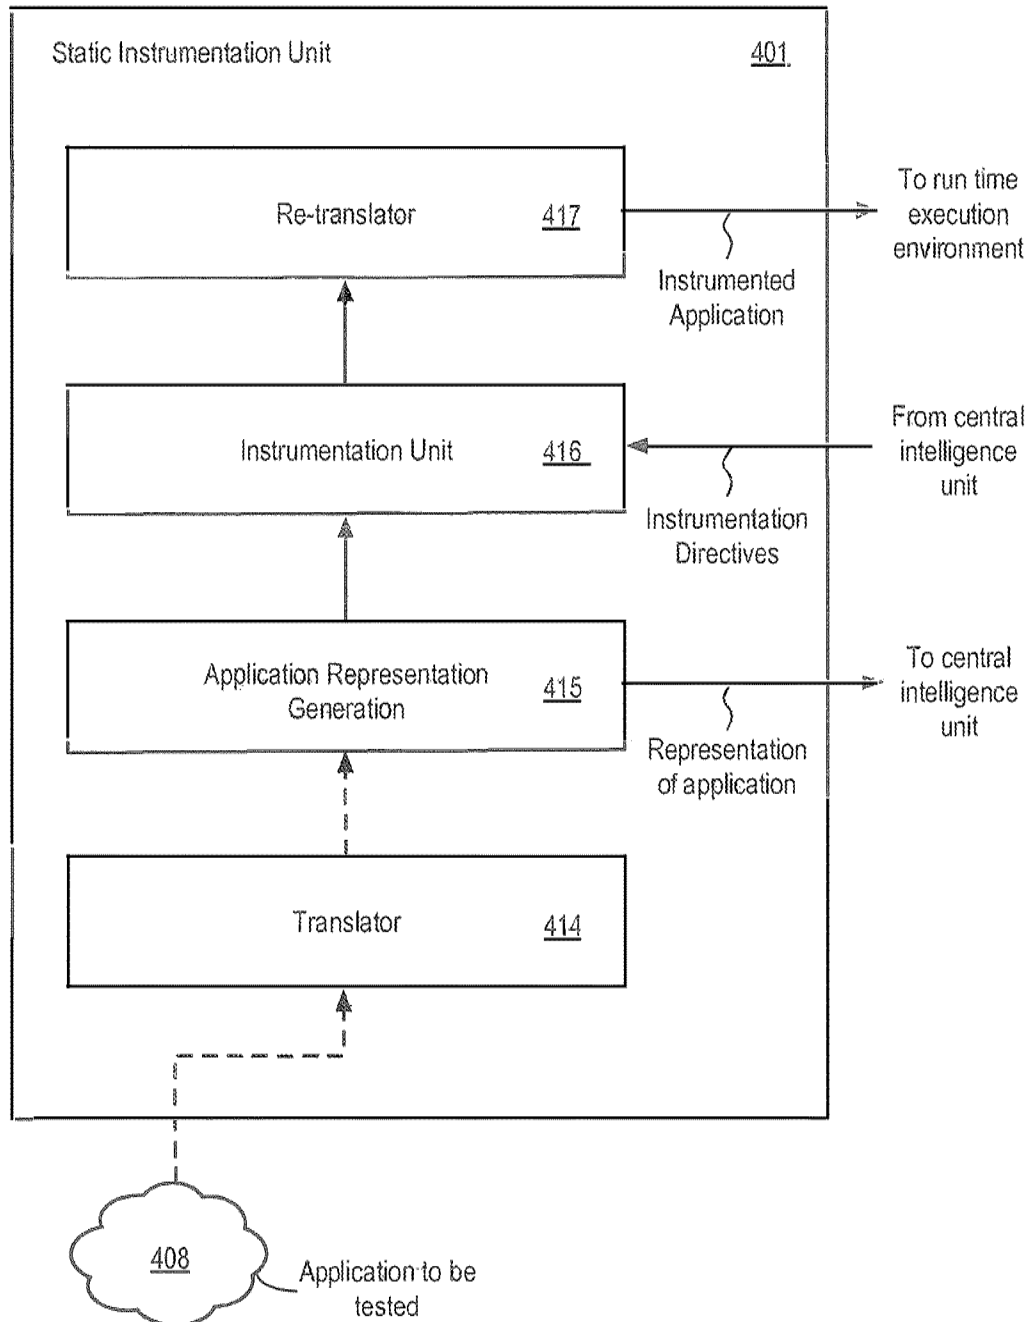 Static Instrumentation Unit 401
Re-translator 417
To run time
execution
environment
Instrumented
Application
Instrumentation Unit 416
From central
intelligence
unit
Instrumentation
Directives
Application Representation
Generation 415
To central
intelligence
unit
Representation
of application
Translator 414
408
Application to be
tested